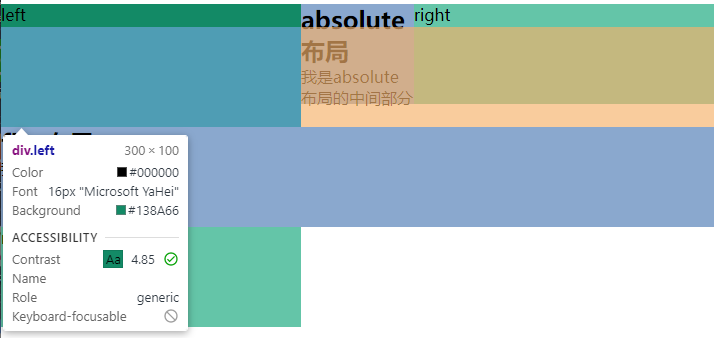 left
absolute
right
布局
我是absolute
布局的中间部分
div.left 300 × 100
Color #000000
Font 16px "Microsoft YaHei"
Background #138A66
ACCESSIBILITY
Contrast Aa 4.85
Name
Role generic
Keyboard-focusable